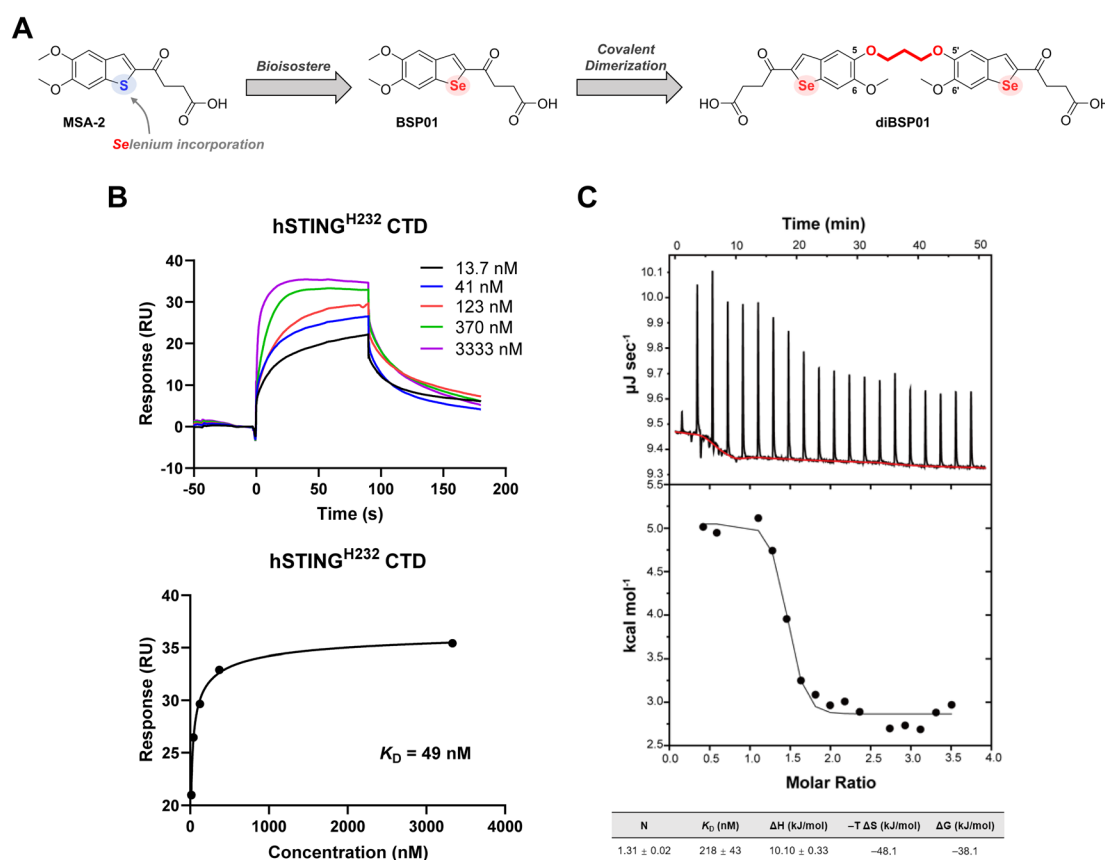 A
Bioisostere
Covalent
Dimerization
O
O
O
S
OH
O
MSA-2
Selenium incorporation
O
O
O
Se
OH
O
BSP01
O
HO
O
Se
5
6
O
O
O
5'
6'
O
Se
O
OH
O
diBSP01
B
hSTING^H232 CTD
Response (RU)
40
30
20
10
0
-10
-50
0
50
100
150
200
Time (s)
13.7 nM
41 nM
123 nM
370 nM
3333 nM
hSTING^H232 CTD
Response (RU)
40
35
30
25
20
0
1000
2000
3000
4000
Concentration (nM)
K_D = 49 nM
C
Time (min)
0 10 20 30 40 50
µJ sec⁻¹
10.1
10.0
9.9
9.8
9.7
9.6
9.5
9.4
9.3
kcal mol⁻¹
5.5
5.0
4.5
4.0
3.5
3.0
2.5
0.0 0.5 1.0 1.5 2.0 2.5 3.0 3.5 4.0
Molar Ratio
N K_D (nM) ΔH (kJ/mol) –T ΔS (kJ/mol) ΔG (kJ/mol)
1.31 ± 0.02 218 ± 43 10.10 ± 0.33 –48.1 –38.1